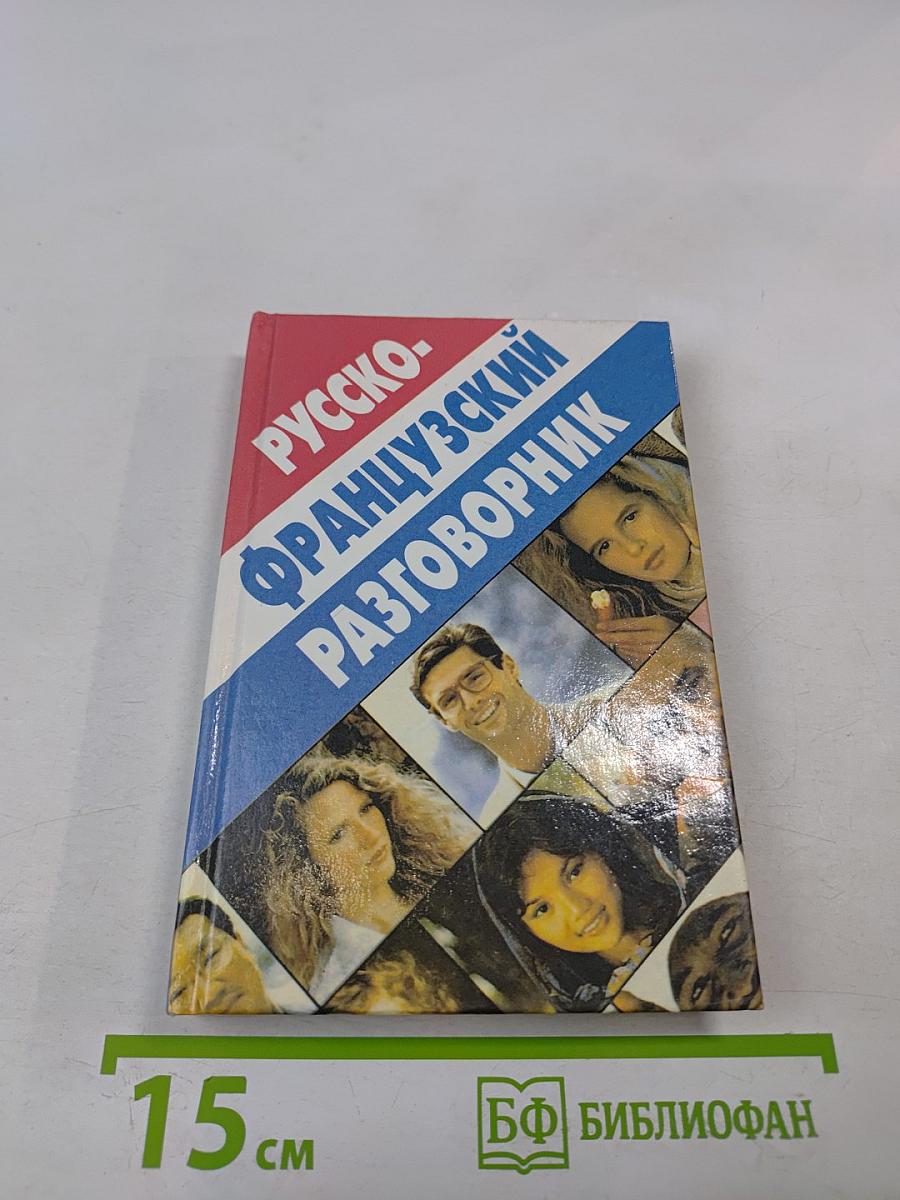 РУССКО-
ФРАНЦУЗСКИЙ
РАЗГОВОРНИК
15 см
БФ БИБЛИОФАН